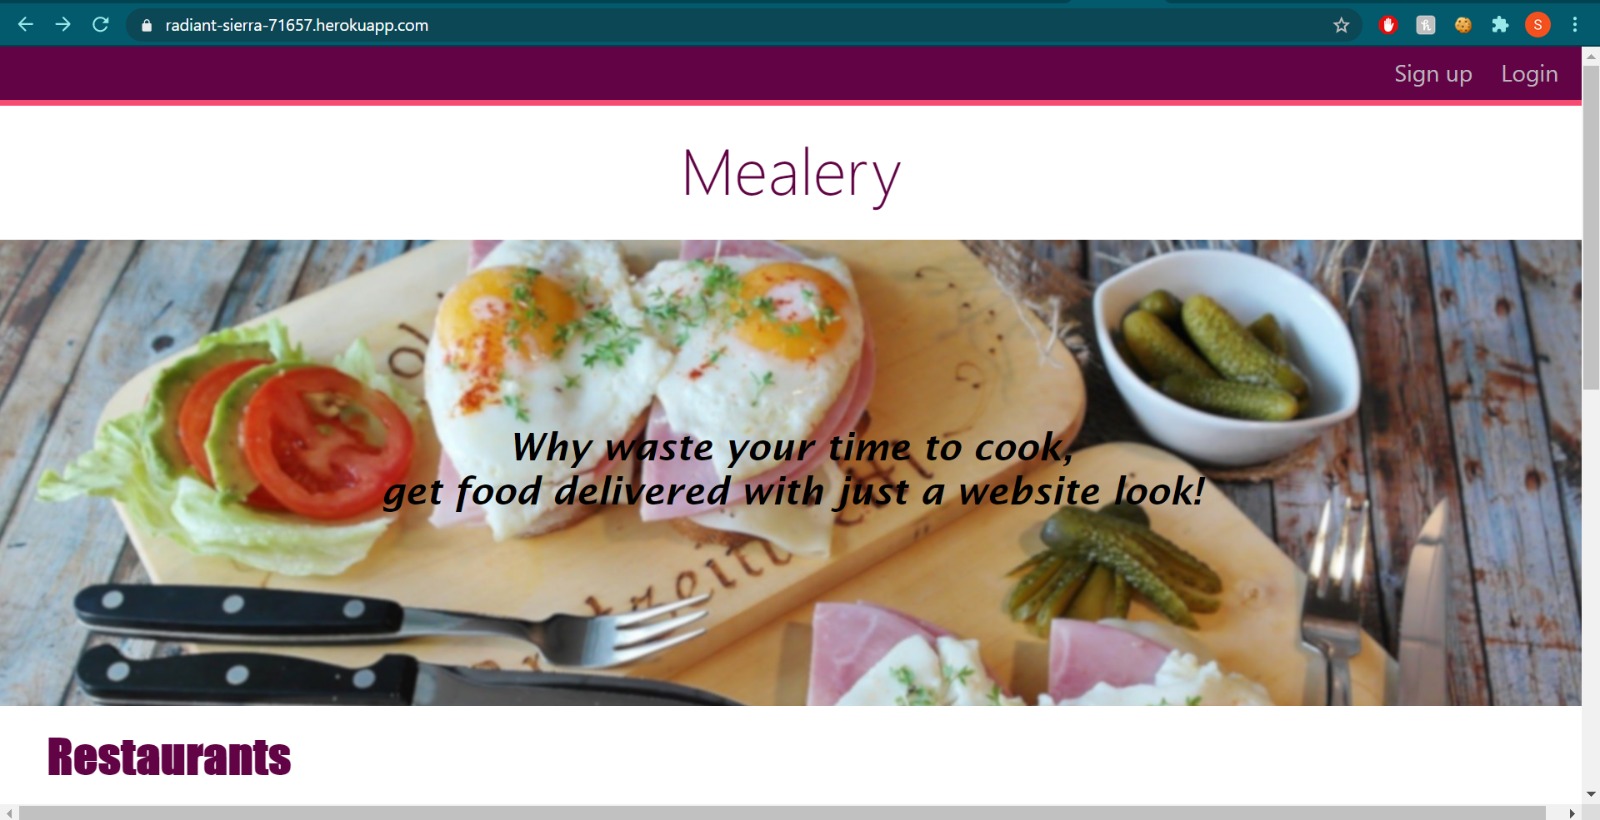 radiant-sierra-71657.herokuapp.com
S
Sign up Login
Mealery
Why waste your time to cook,
get food delivered with just a website look!
Restaurants